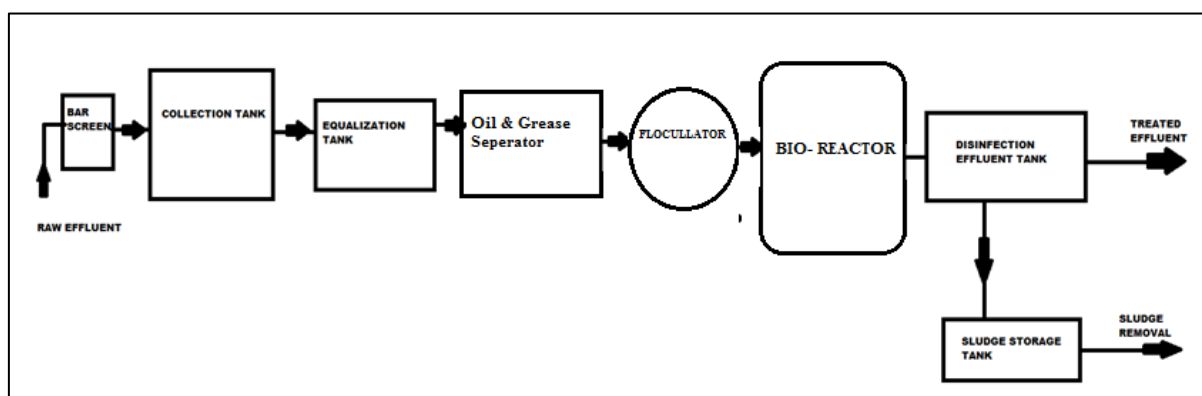 RAW EFFLUENT
BAR
SCREEN
COLLECTION TANK
EQUALIZATION
TANK
Oil & Grease
Seperator
FLOCULLATOR
BIO- REACTOR
DISINFECTION
EFFLUENT TANK
TREATED
EFFLUENT
SLUDGE STORAGE
TANK
SLUDGE
REMOVAL